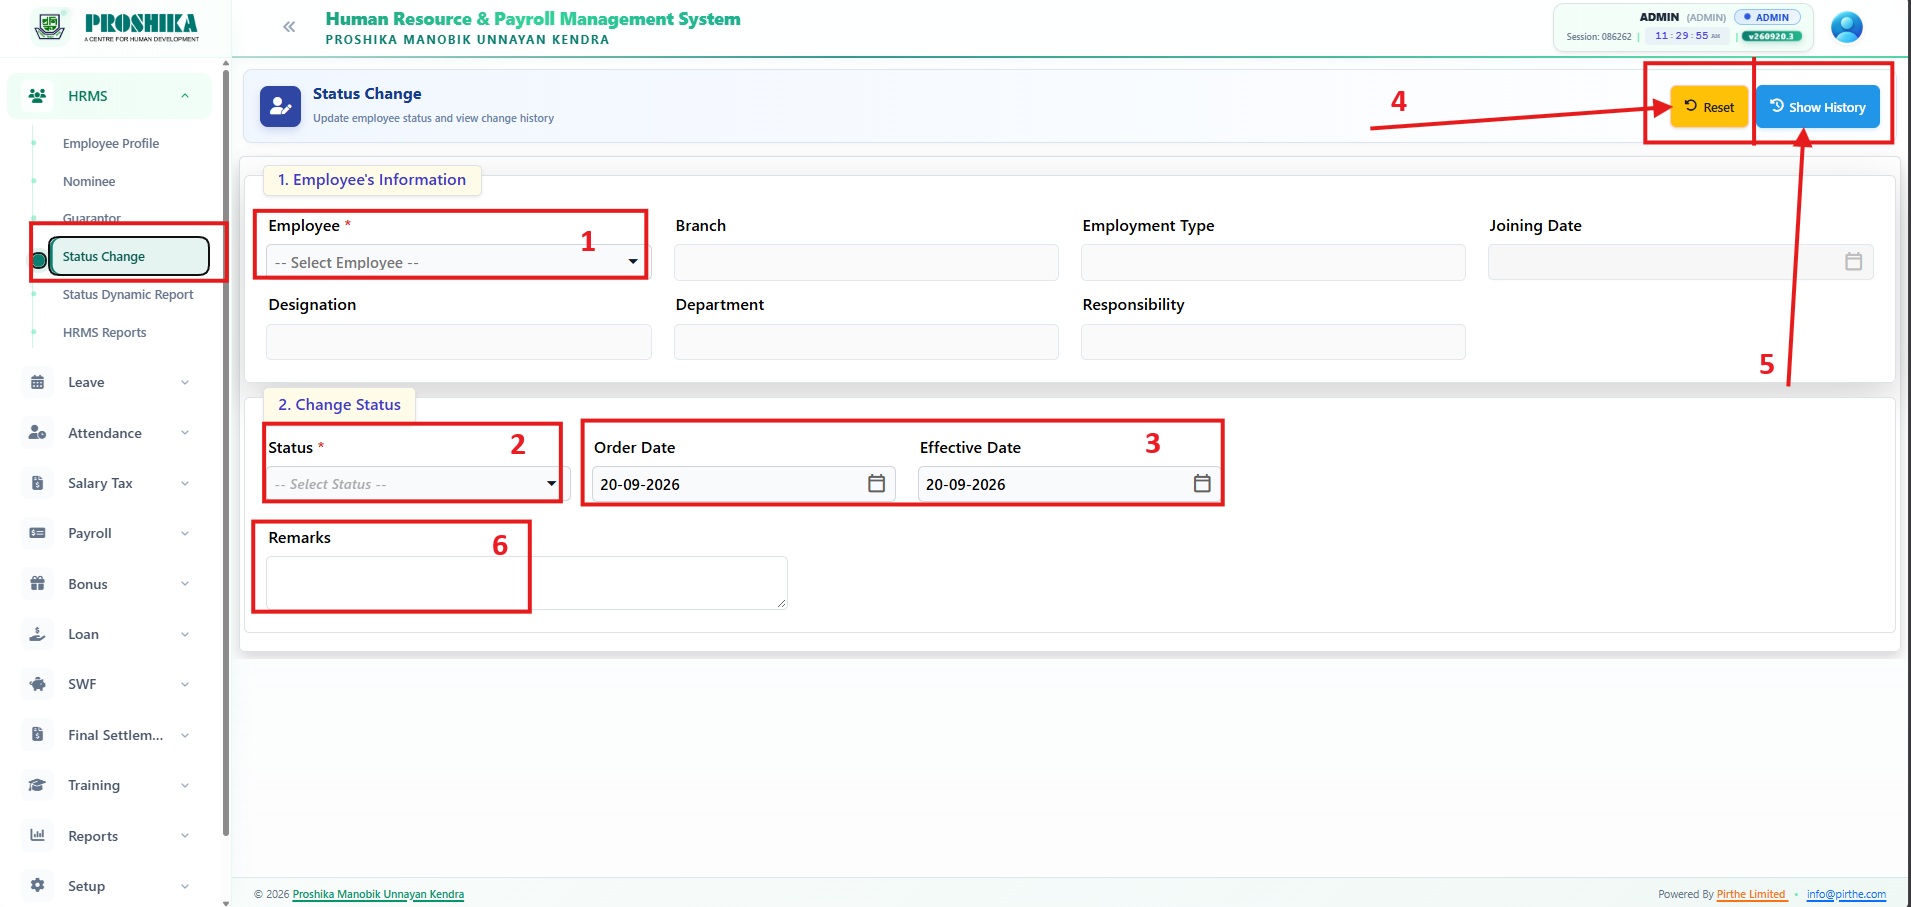 PROSHIKA
A CENTRE FOR HUMAN DEVELOPMENT
Human Resource & Payroll Management System
PROSHIKA MANOBIK UNNAYAN KENDRA
ADMIN (ADMIN) ADMIN
Session: 086262 | 11:29:55 AM | v260920.3
HRMS
Employee Profile
Nominee
Guarantor
Status Change
Status Dynamic Report
HRMS Reports
Leave
Attendance
Salary Tax
Payroll
Bonus
Loan
SWF
Final Settlem...
Training
Reports
Setup
Status Change
Update employee status and view change history
4
Reset
Show History
5
1. Employee's Information
Employee * 1
-- Select Employee --
Branch
Employment Type
Joining Date
Designation
Department
Responsibility
2. Change Status
Status * 2
-- Select Status --
Order Date
20-09-2026
Effective Date 3
20-09-2026
Remarks 6
© 2026 Proshika Manobik Unnayan Kendra
Powered By Pirthe Limited • info@pirthe.com